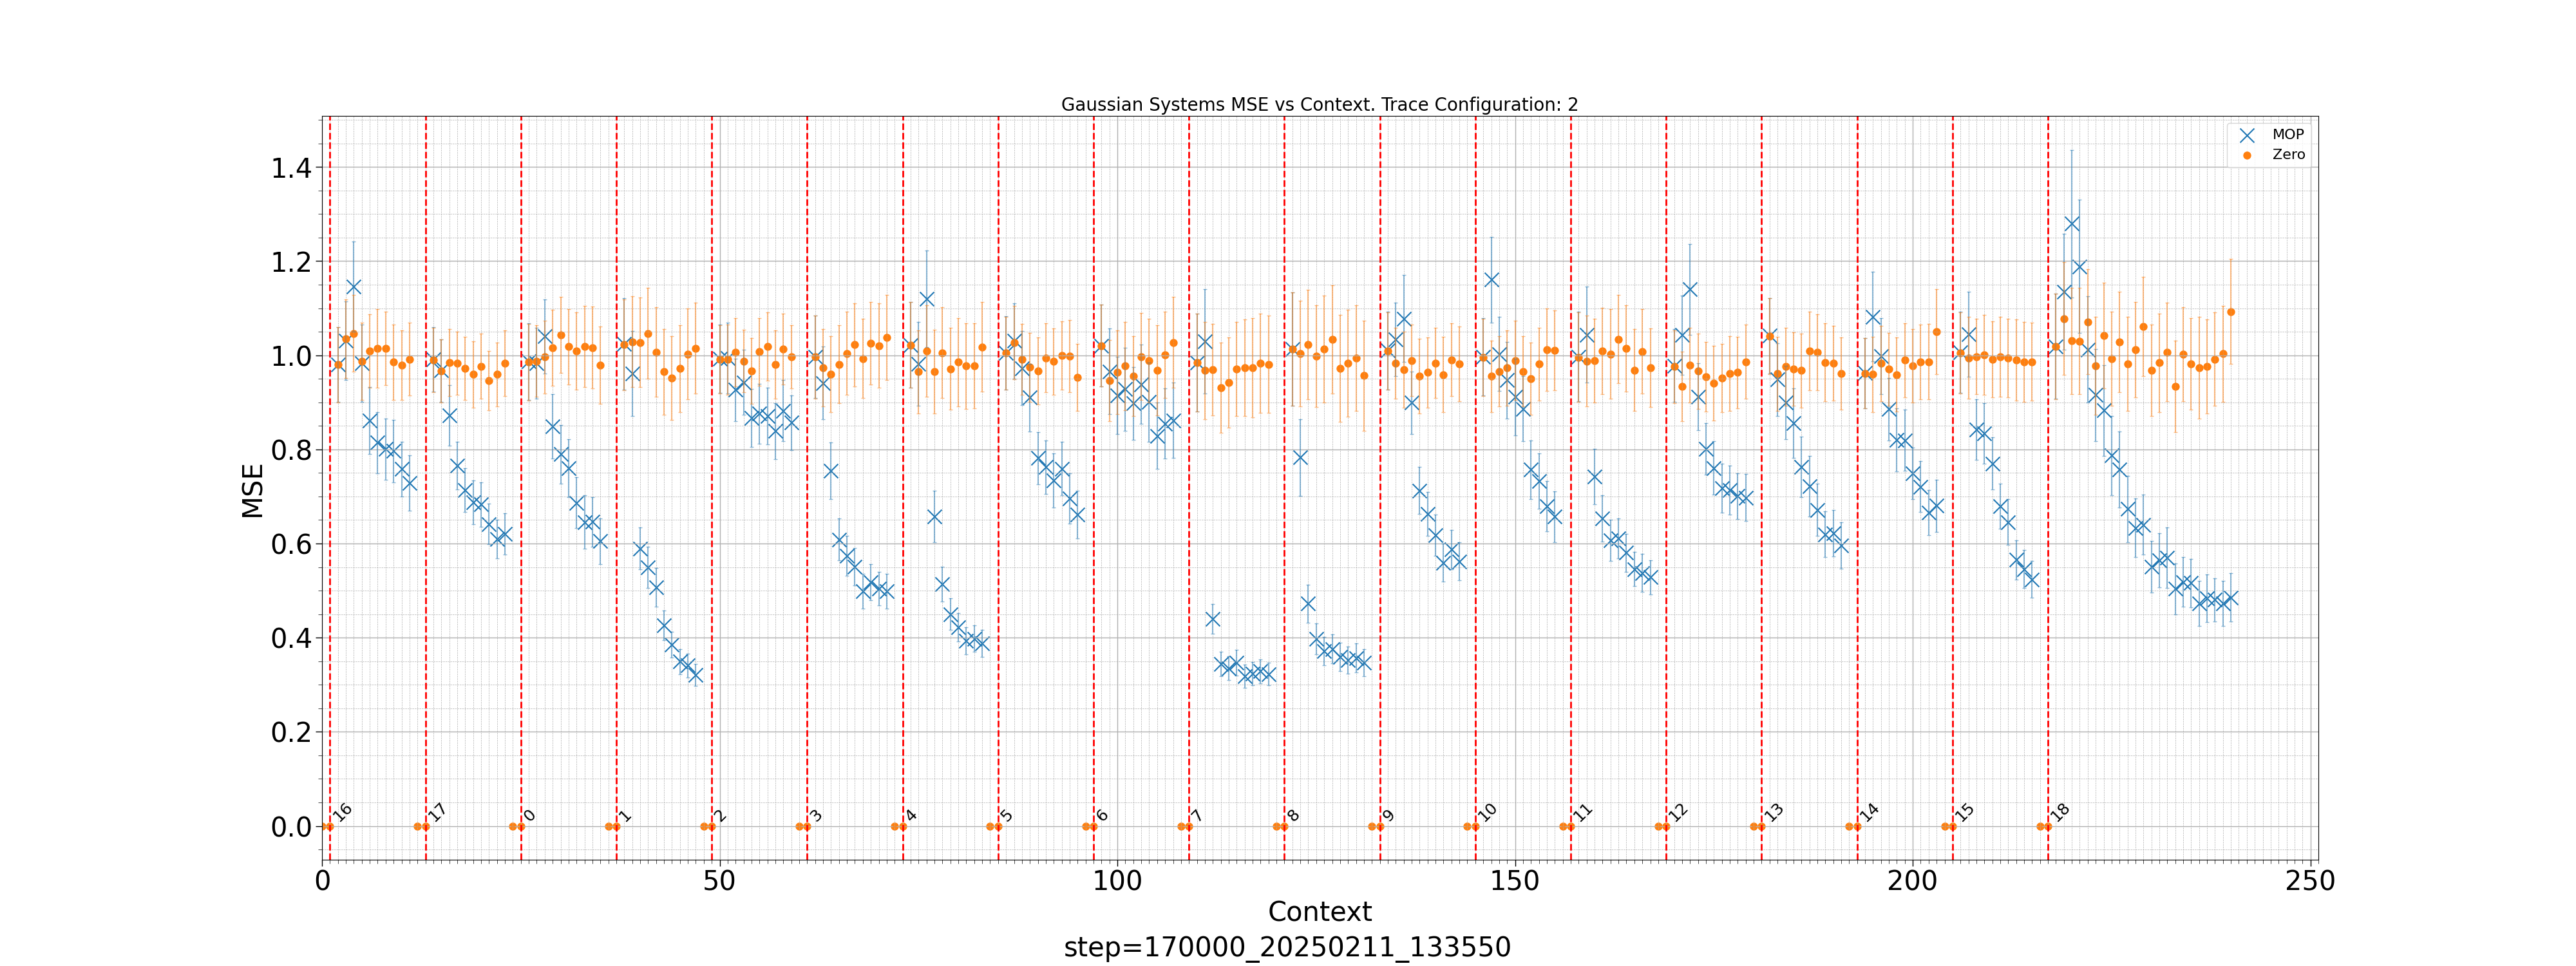 Gaussian Systems MSE vs Context. Trace Configuration: 2
MOP
Zero
MSE
1.4
1.2
1.0
0.8
0.6
0.4
0.2
0.0
16 17 0 1 2 3 4 5 6 7 8 9 10 11 12 13 14 15 18
0 50 100 150 200 250
Context
step=170000_20250211_133550